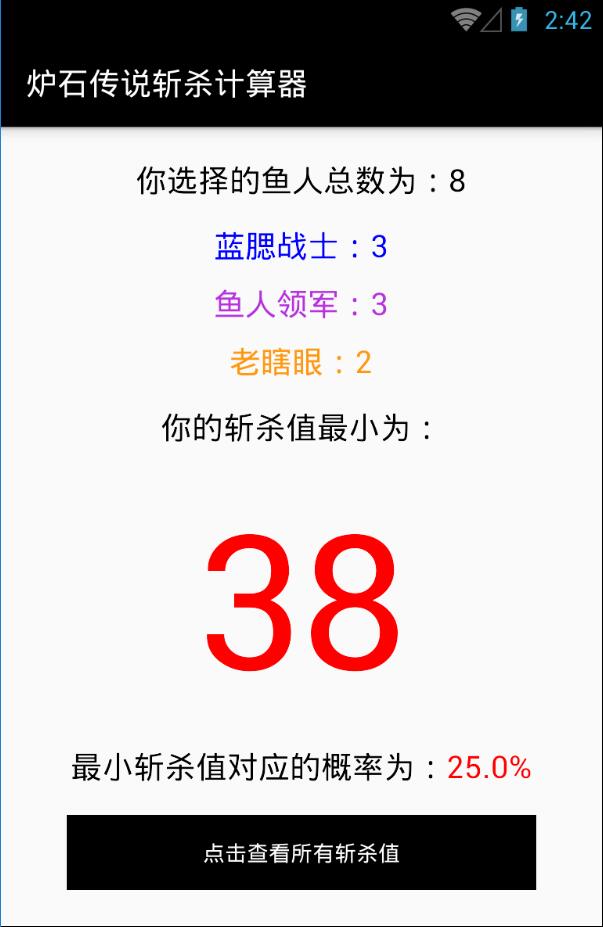 2:42
炉石传说斩杀计算器
你选择的鱼人总数为：8
蓝腮战士：3
鱼人领军：3
老瞎眼：2
你的斩杀值最小为：
38
最小斩杀值对应的概率为：25.0%
点击查看所有斩杀值